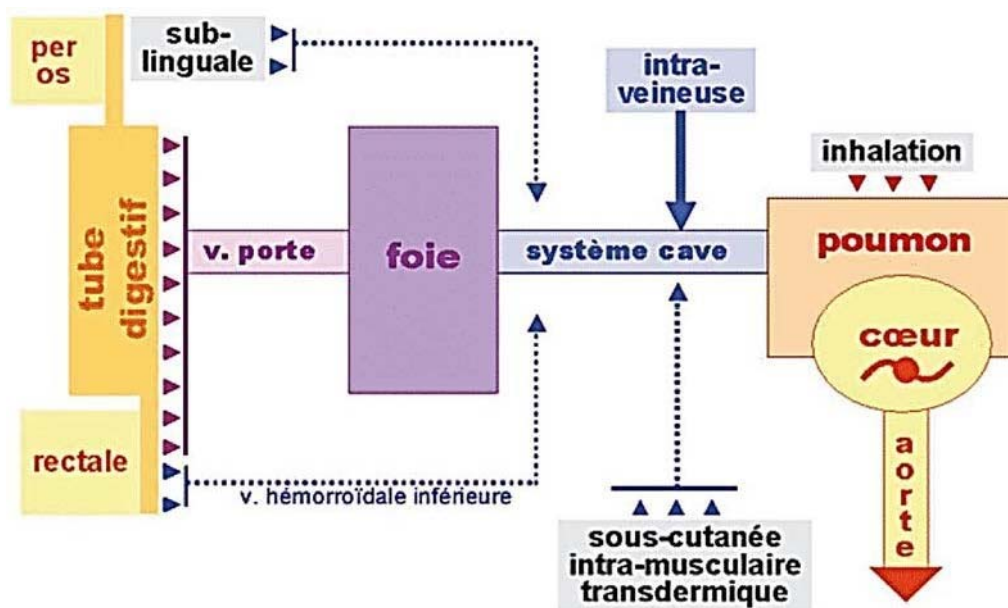 per
os
sub-
linguale
intra-
veineuse
inhalation
tube
digestif
v. porte
foie
système cave
poumon
cœur
rectale
v. hémorroïdale inférieure
sous-cutanée
intra-musculaire
transdermique
aorte